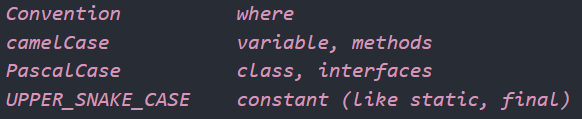 Convention where
camelCase variable, methods
PascalCase class, interfaces
UPPER_SNAKE_CASE constant (like static, final)